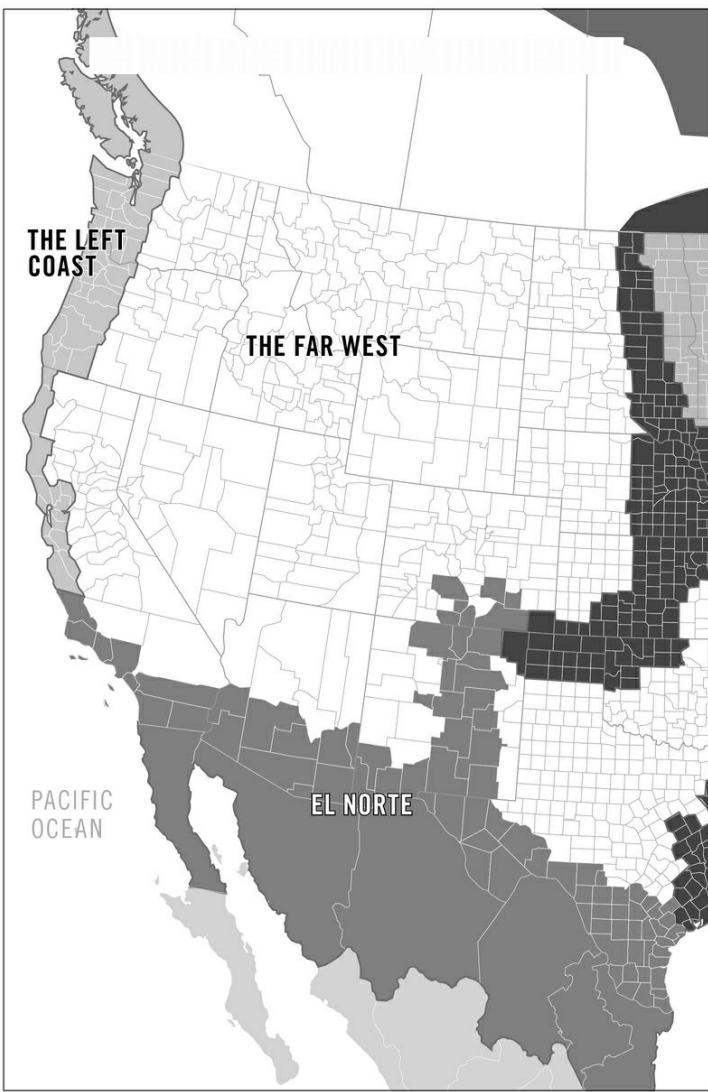 THE LEFT
COAST
THE FAR WEST
EL NORTE
PACIFIC
OCEAN